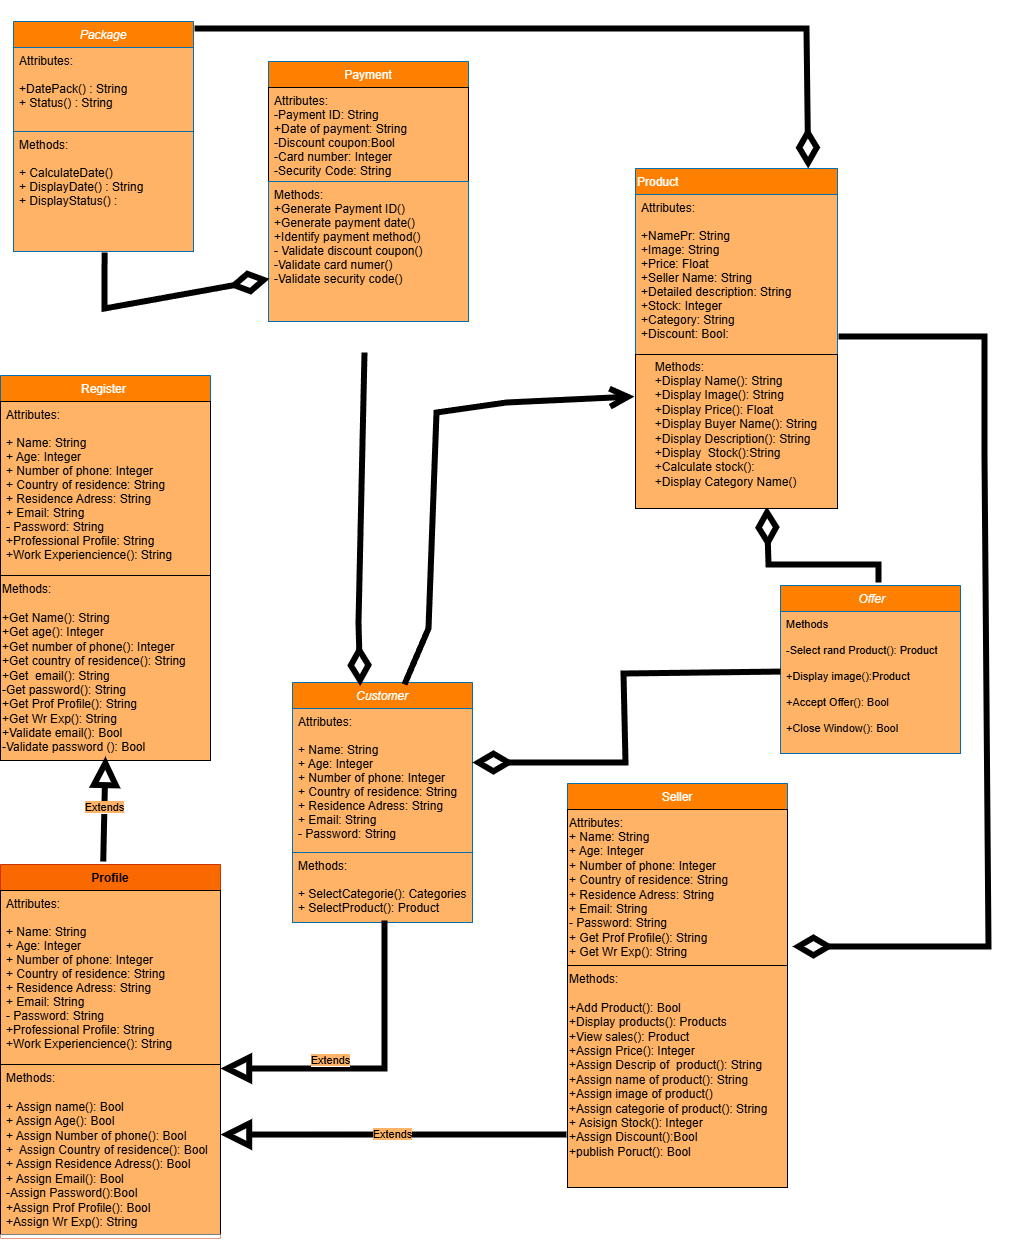 Package
Attributes:
+DatePack() : String
+ Status() : String
Methods:
+ CalculateDate()
+ DisplayDate() : String
+ DisplayStatus() :
Payment
Attributes:
-Payment ID: String
+Date of payment: String
-Discount coupon:Bool
-Card number: Integer
-Security Code: String
Methods:
+Generate Payment ID()
+Generate payment date()
+Identify payment method()
- Validate discount coupon()
-Validate card numer()
-Validate security code()
Product
Attributes:
+NamePr: String
+Image: String
+Price: Float
+Seller Name: String
+Detailed description: String
+Stock: Integer
+Category: String
+Discount: Bool:
Methods:
+Display Name(): String
+Display Image(): String
+Display Price(): Float
+Display Buyer Name(): String
+Display Description(): String
+Display  Stock():String
+Calculate stock():
+Display Category Name()
Register
Attributes:
+ Name: String
+ Age: Integer
+ Number of phone: Integer
+ Country of residence: String
+ Residence Adress: String
+ Email: String
- Password: String
+Professional Profile: String
+Work Experiencience(): String
Methods:
+Get Name(): String
+Get age(): Integer
+Get number of phone(): Integer
+Get country of residence(): String
+Get  email(): String
-Get password(): String
+Get Prof Profile(): String
+Get Wr Exp(): String
+Validate email(): Bool
-Validate password (): Bool
Offer
Methods
-Select rand Product(): Product
+Display image():Product
+Accept Offer(): Bool
+Close Window(): Bool
Customer
Attributes:
+ Name: String
+ Age: Integer
+ Number of phone: Integer
+ Country of residence: String
+ Residence Adress: String
+ Email: String
- Password: String
Methods:
+ SelectCategorie(): Categories
+ SelectProduct(): Product
Extends
Seller
Attributes:
+ Name: String
+ Age: Integer
+ Number of phone: Integer
+ Country of residence: String
+ Residence Adress: String
+ Email: String
- Password: String
+ Get Prof Profile(): String
+ Get Wr Exp(): String
Methods:
+Add Product(): Bool
+Display products(): Products
+View sales(): Product
+Assign Price(): Integer
+Assign Descrip of  product(): String
+Assign name of product(): String
+Assign image of product()
+Assign categorie of product(): String
+ Asisign Stock(): Integer
+Assign Discount():Bool
+publish Poruct(): Bool
Profile
Attributes:
+ Name: String
+ Age: Integer
+ Number of phone: Integer
+ Country of residence: String
+ Residence Adress: String
+ Email: String
- Password: String
+Professional Profile: String
+Work Experiencience(): String
Methods:
+ Assign name(): Bool
+ Assign Age(): Bool
+ Assign Number of phone(): Bool
+  Assign Country of residence(): Bool
+ Assign Residence Adress(): Bool
+ Assign Email(): Bool
-Assign Password():Bool
+Assign Prof Profile(): Bool
+Assign Wr Exp(): String
Extends
Extends